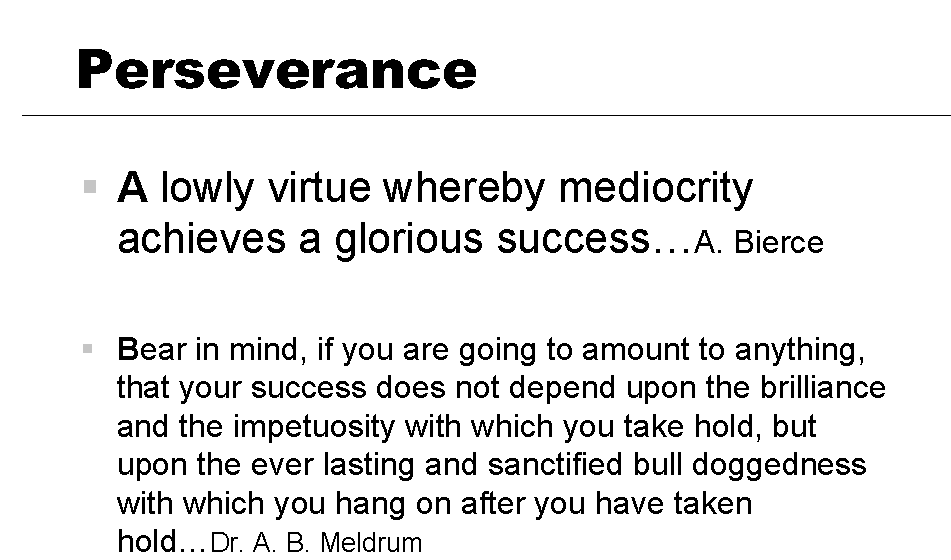 Perseverance
A lowly virtue whereby mediocrity
achieves a glorious success…A. Bierce
Bear in mind, if you are going to amount to anything,
that your success does not depend upon the brilliance
and the impetuosity with which you take hold, but
upon the ever lasting and sanctified bull doggedness
with which you hang on after you have taken
hold…Dr. A. B. Meldrum